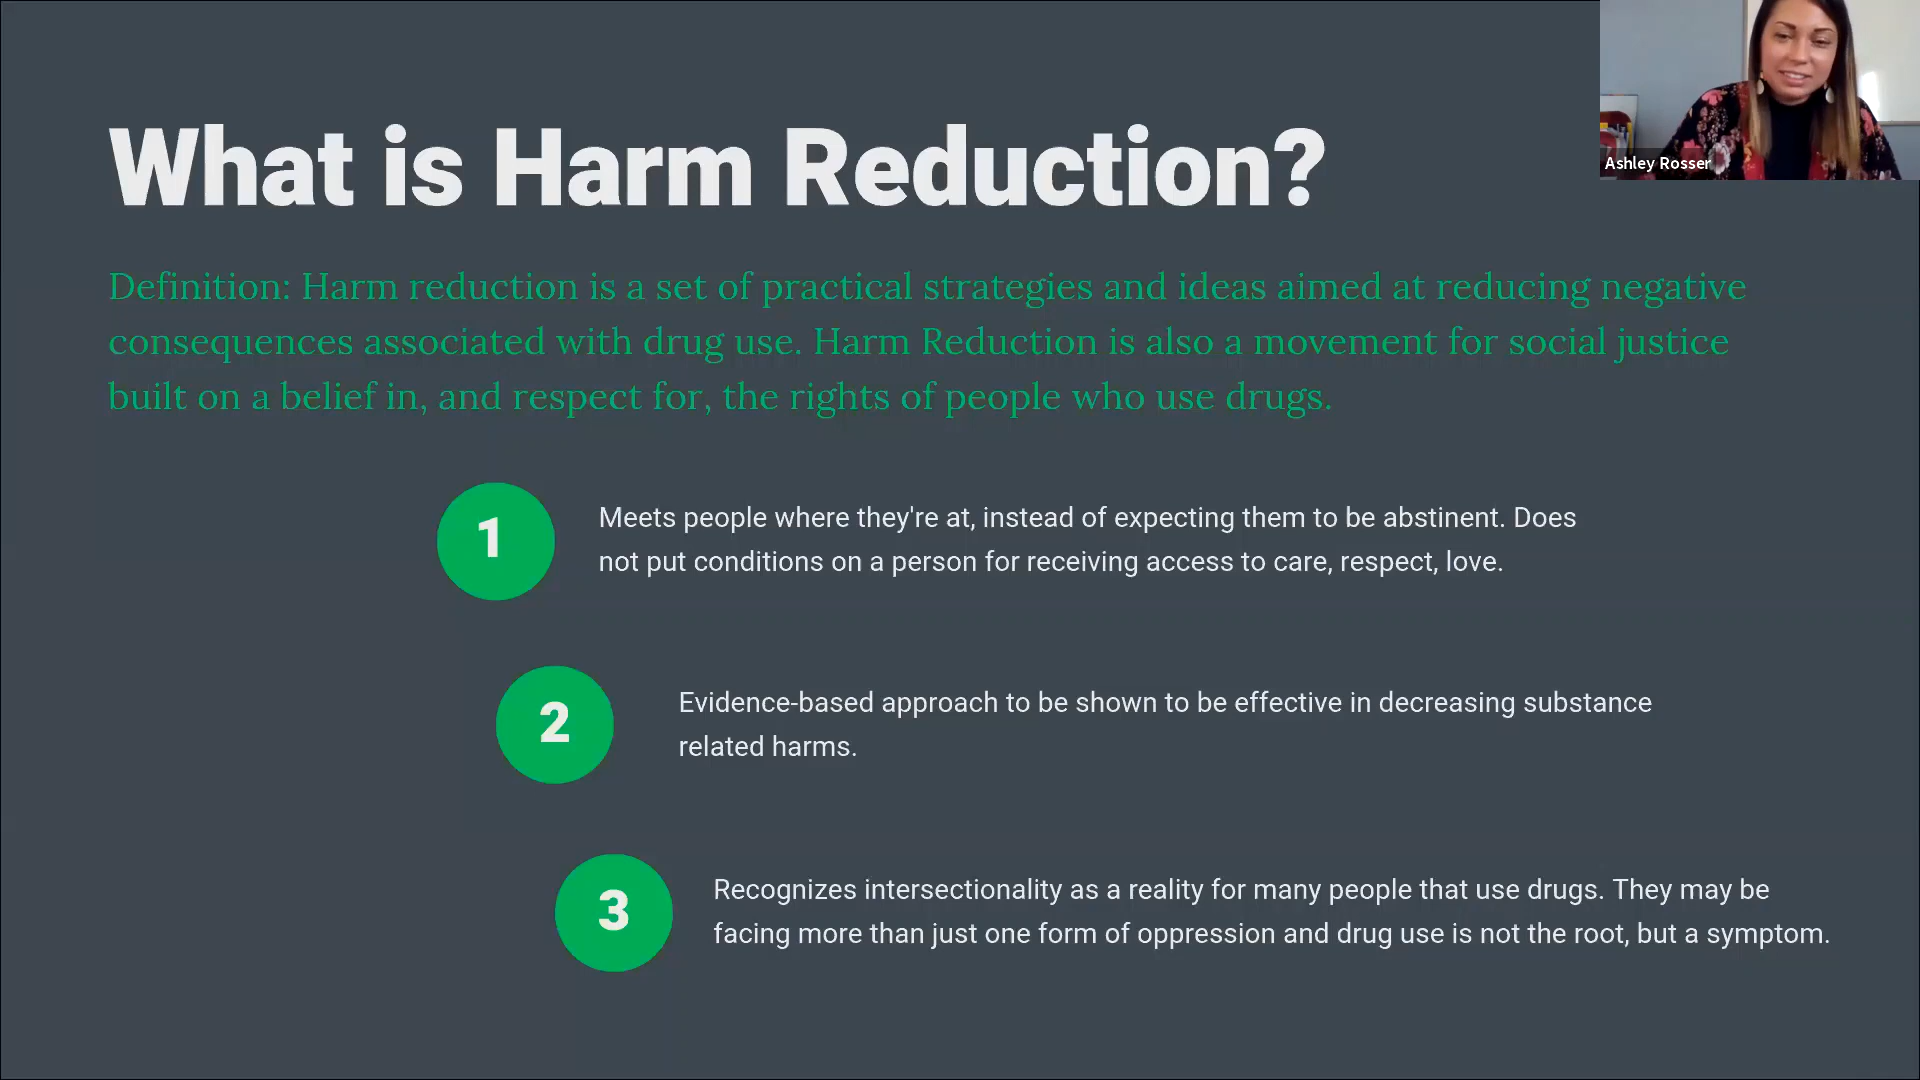 What is Harm Reduction?
Ashley Rosser
Definition: Harm reduction is a set of practical strategies and ideas aimed at reducing negative
consequences associated with drug use. Harm Reduction is also a movement for social justice
built on a belief in, and respect for, the rights of people who use drugs.
1
Meets people where they're at, instead of expecting them to be abstinent. Does
not put conditions on a person for receiving access to care, respect, love.
2
Evidence-based approach to be shown to be effective in decreasing substance
related harms.
3
Recognizes intersectionality as a reality for many people that use drugs. They may be
facing more than just one form of oppression and drug use is not the root, but a symptom.